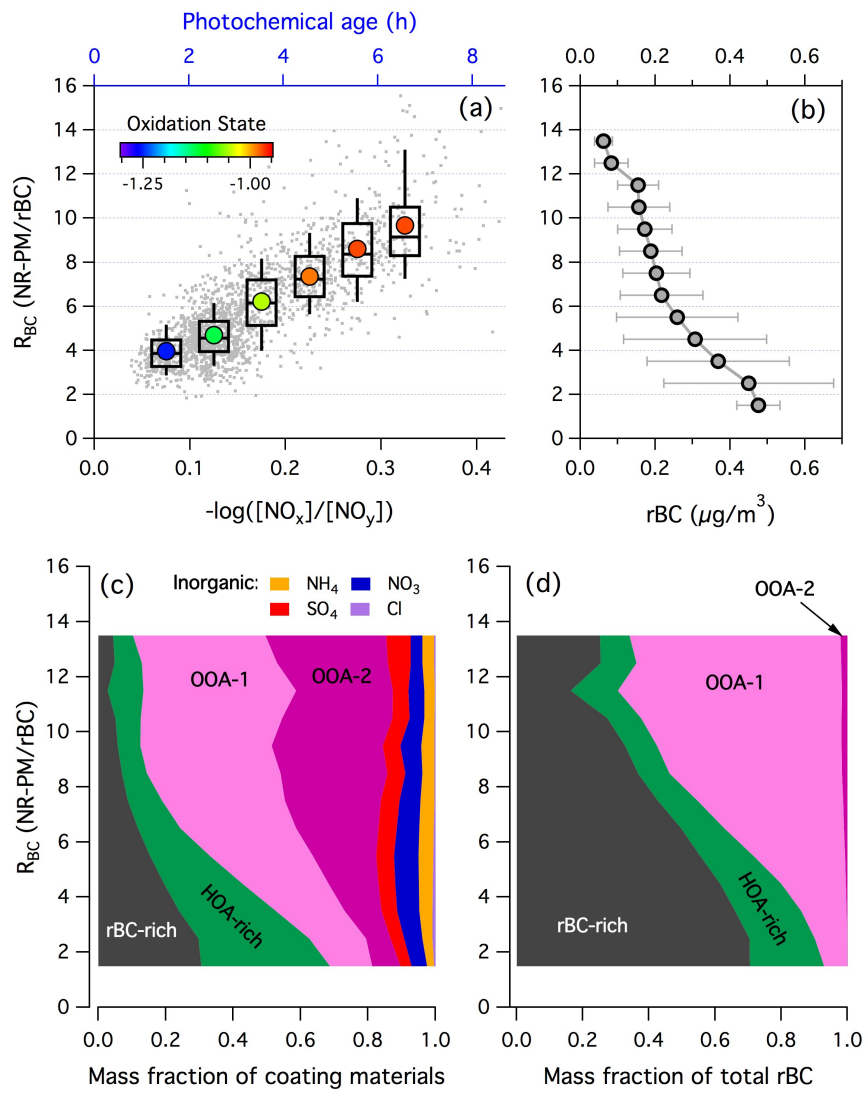 Photochemical age (h)
0 2 4 6 8
0.0 0.2 0.4 0.6
(a)
(b)
Oxidation State
-1.25 -1.00
R_BC (NR-PM/rBC)
16
14
12
10
8
6
4
2
0
16
14
12
10
8
6
4
2
0
0.0 0.1 0.2 0.3 0.4
0.0 0.2 0.4 0.6
-log([NOₓ]/[NO_y])
rBC (µg/m³)
(c)
Inorganic: NH₄ NO₃
SO₄ Cl
(d)
OOA-2
OOA-1
OOA-2
OOA-1
HOA-rich
rBC-rich
HOA-rich
rBC-rich
R_BC (NR-PM/rBC)
16
14
12
10
8
6
4
2
0
16
14
12
10
8
6
4
2
0
0.0 0.2 0.4 0.6 0.8 1.0
0.0 0.2 0.4 0.6 0.8 1.0
Mass fraction of coating materials
Mass fraction of total rBC